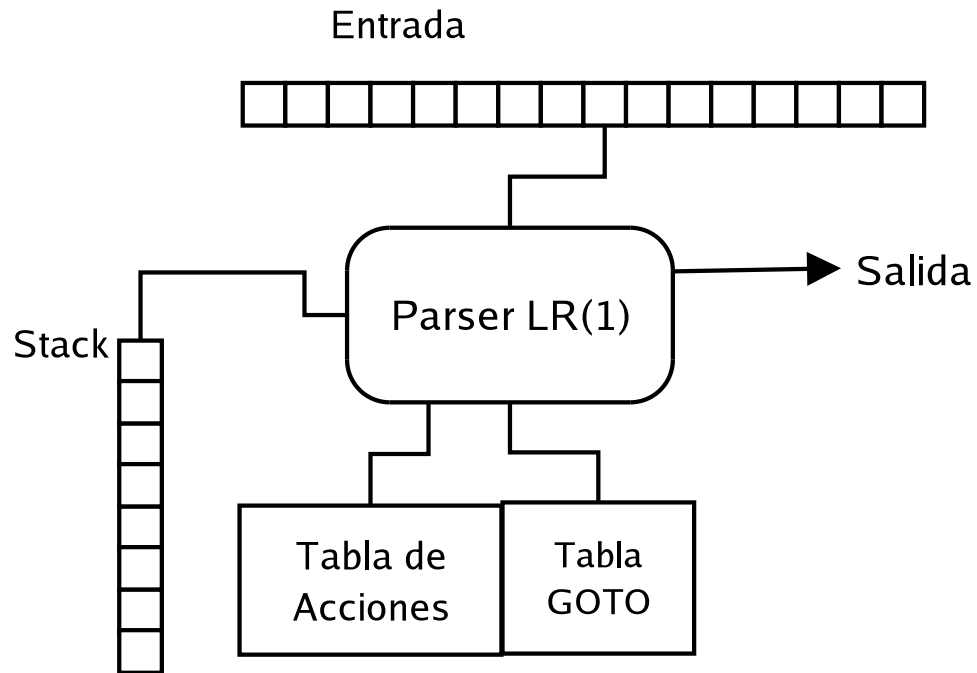 Entrada
Salida
Parser LR(1)
Stack
Tabla de
Acciones
Tabla
GOTO